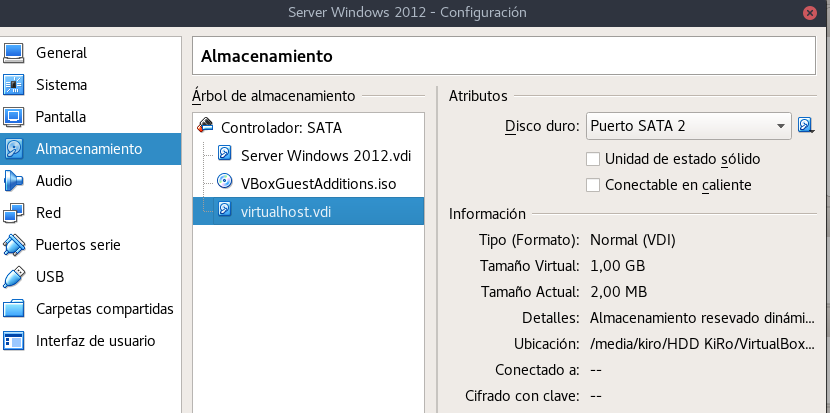 Server Windows 2012 - Configuración
General
Sistema
Pantalla
Almacenamiento
Audio
Red
Puertos serie
USB
Carpetas compartidas
Interfaz de usuario
Almacenamiento
Árbol de almacenamiento
Controlador: SATA
Server Windows 2012.vdi
VBoxGuestAdditions.iso
virtualhost.vdi
Atributos
Disco duro: Puerto SATA 2
Unidad de estado sólido
Conectable en caliente
Información
Tipo (Formato): Normal (VDI)
Tamaño Virtual: 1,00 GB
Tamaño Actual: 2,00 MB
Detalles: Almacenamiento resevado dinámi...
Ubicación: /media/kiro/HDD KiRo/VirtualBox...
Conectado a: --
Cifrado con clave: --